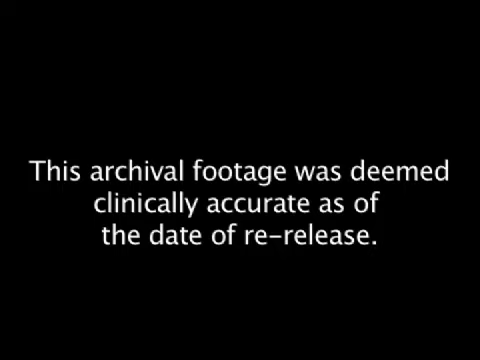 This archival footage was deemed
clinically accurate as of
the date of re-release.